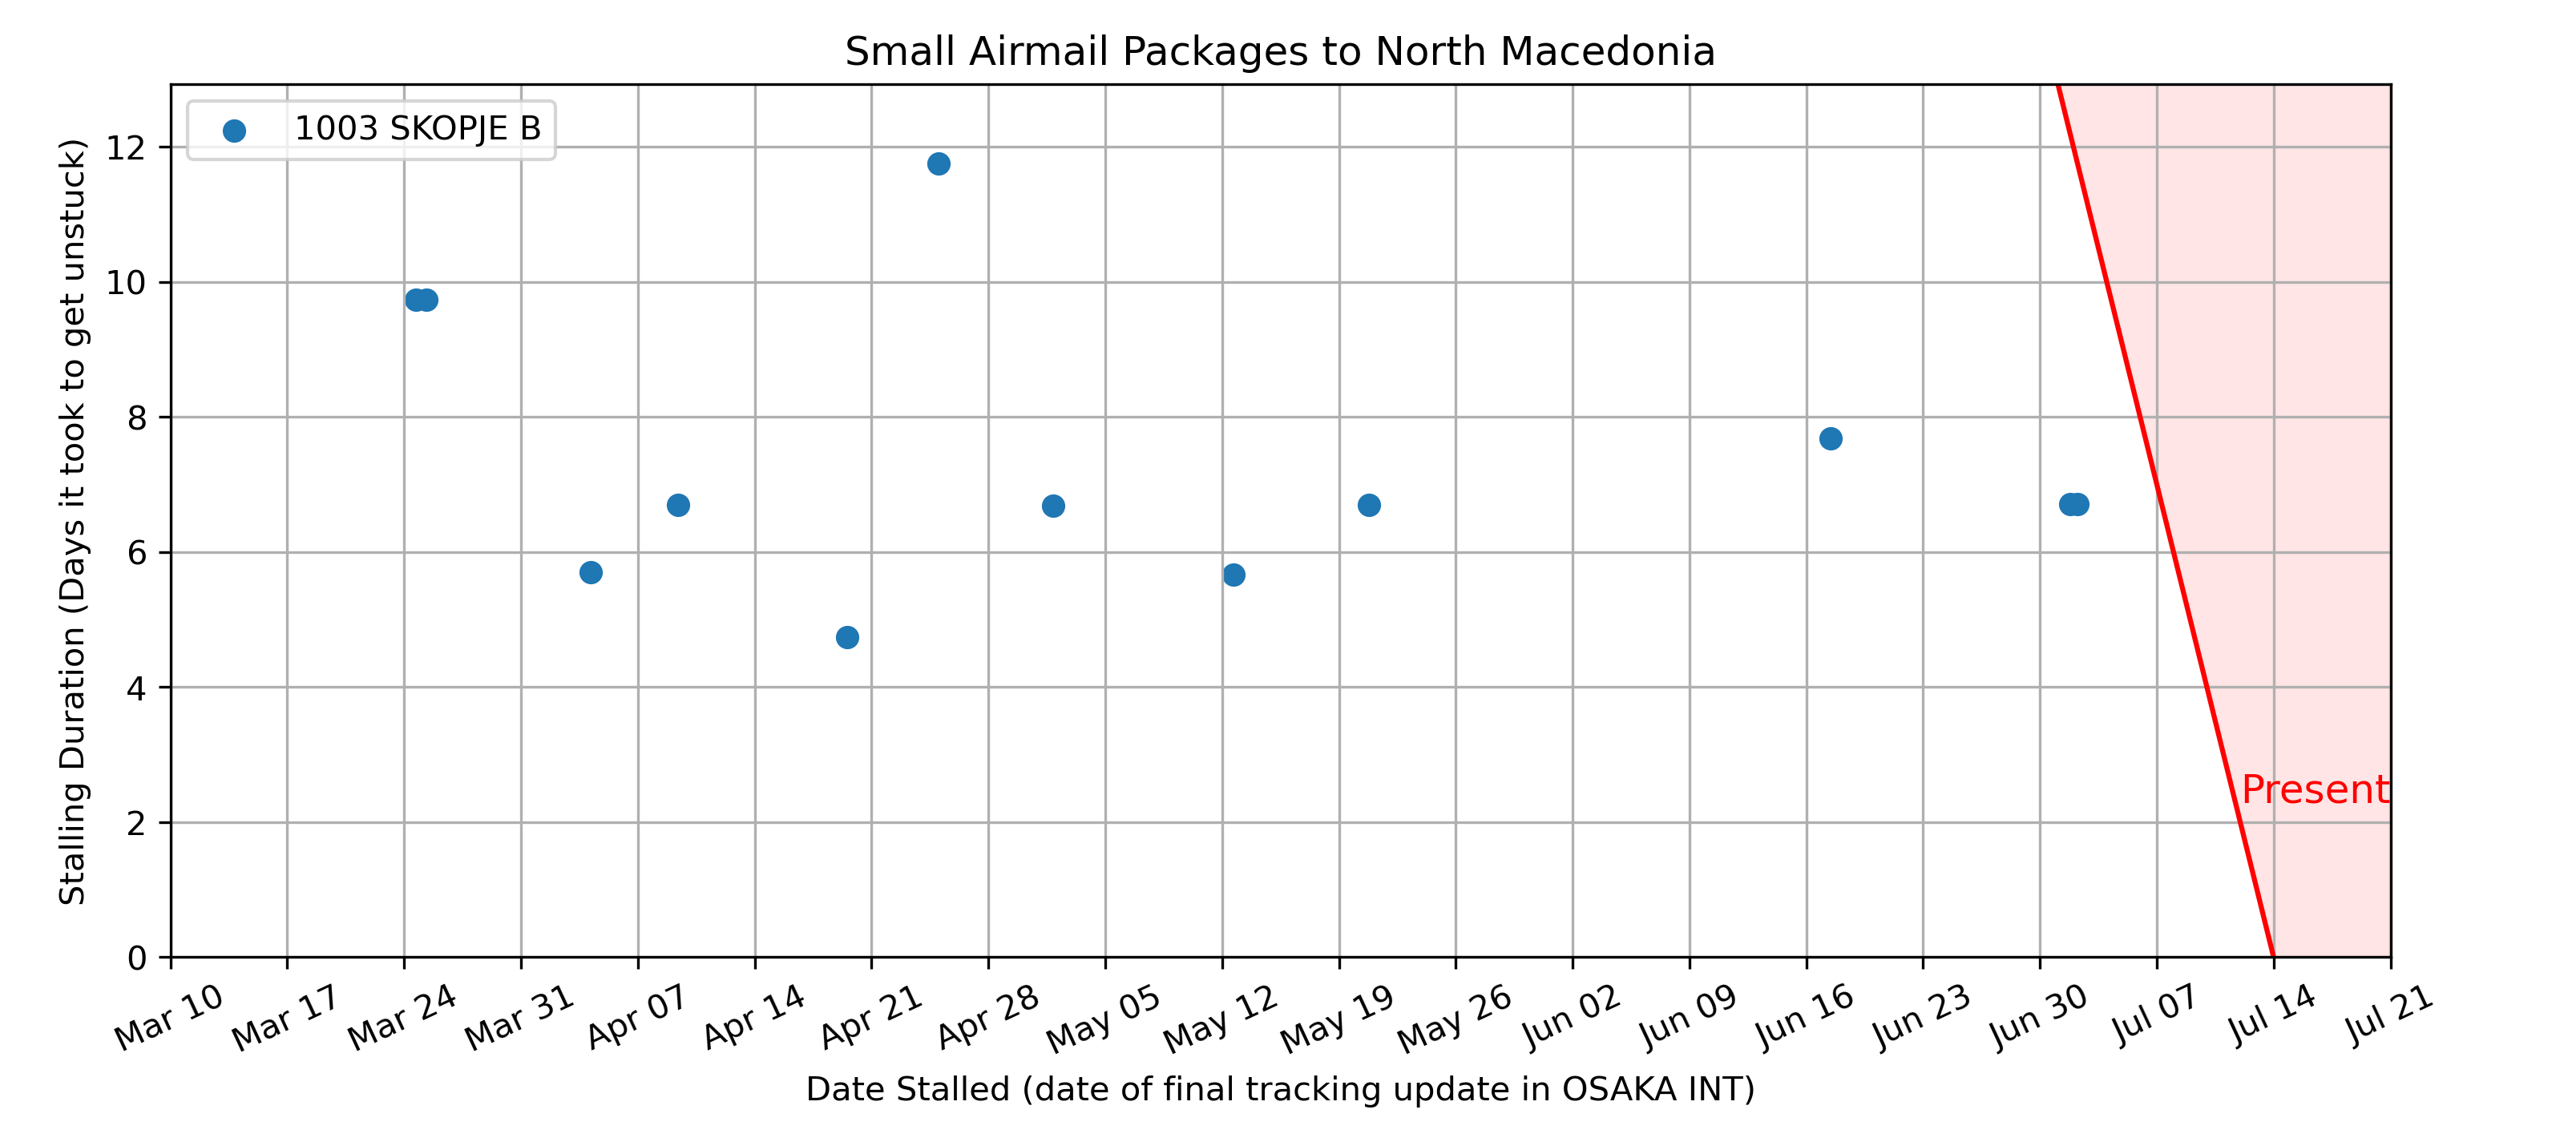 Small Airmail Packages to North Macedonia
1003 SKOPJE B
Stalling Duration (Days it took to get unstuck)
12
10
8
6
4
2
0
Present
Mar 10
Mar 17
Mar 24
Mar 31
Apr 07
Apr 14
Apr 21
Apr 28
May 05
May 12
May 19
May 26
Jun 02
Jun 09
Jun 16
Jun 23
Jun 30
Jul 07
Jul 14
Jul 21
Date Stalled (date of final tracking update in OSAKA INT)